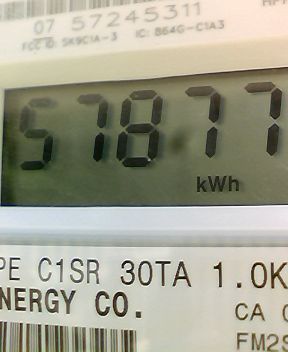 07 57245311
FCC ID: SK9C1A-3 IC: 864G-C1A3
57877
kWh
PE C1SR 30TA 1.0K
NERGY CO.
CA
FM2S